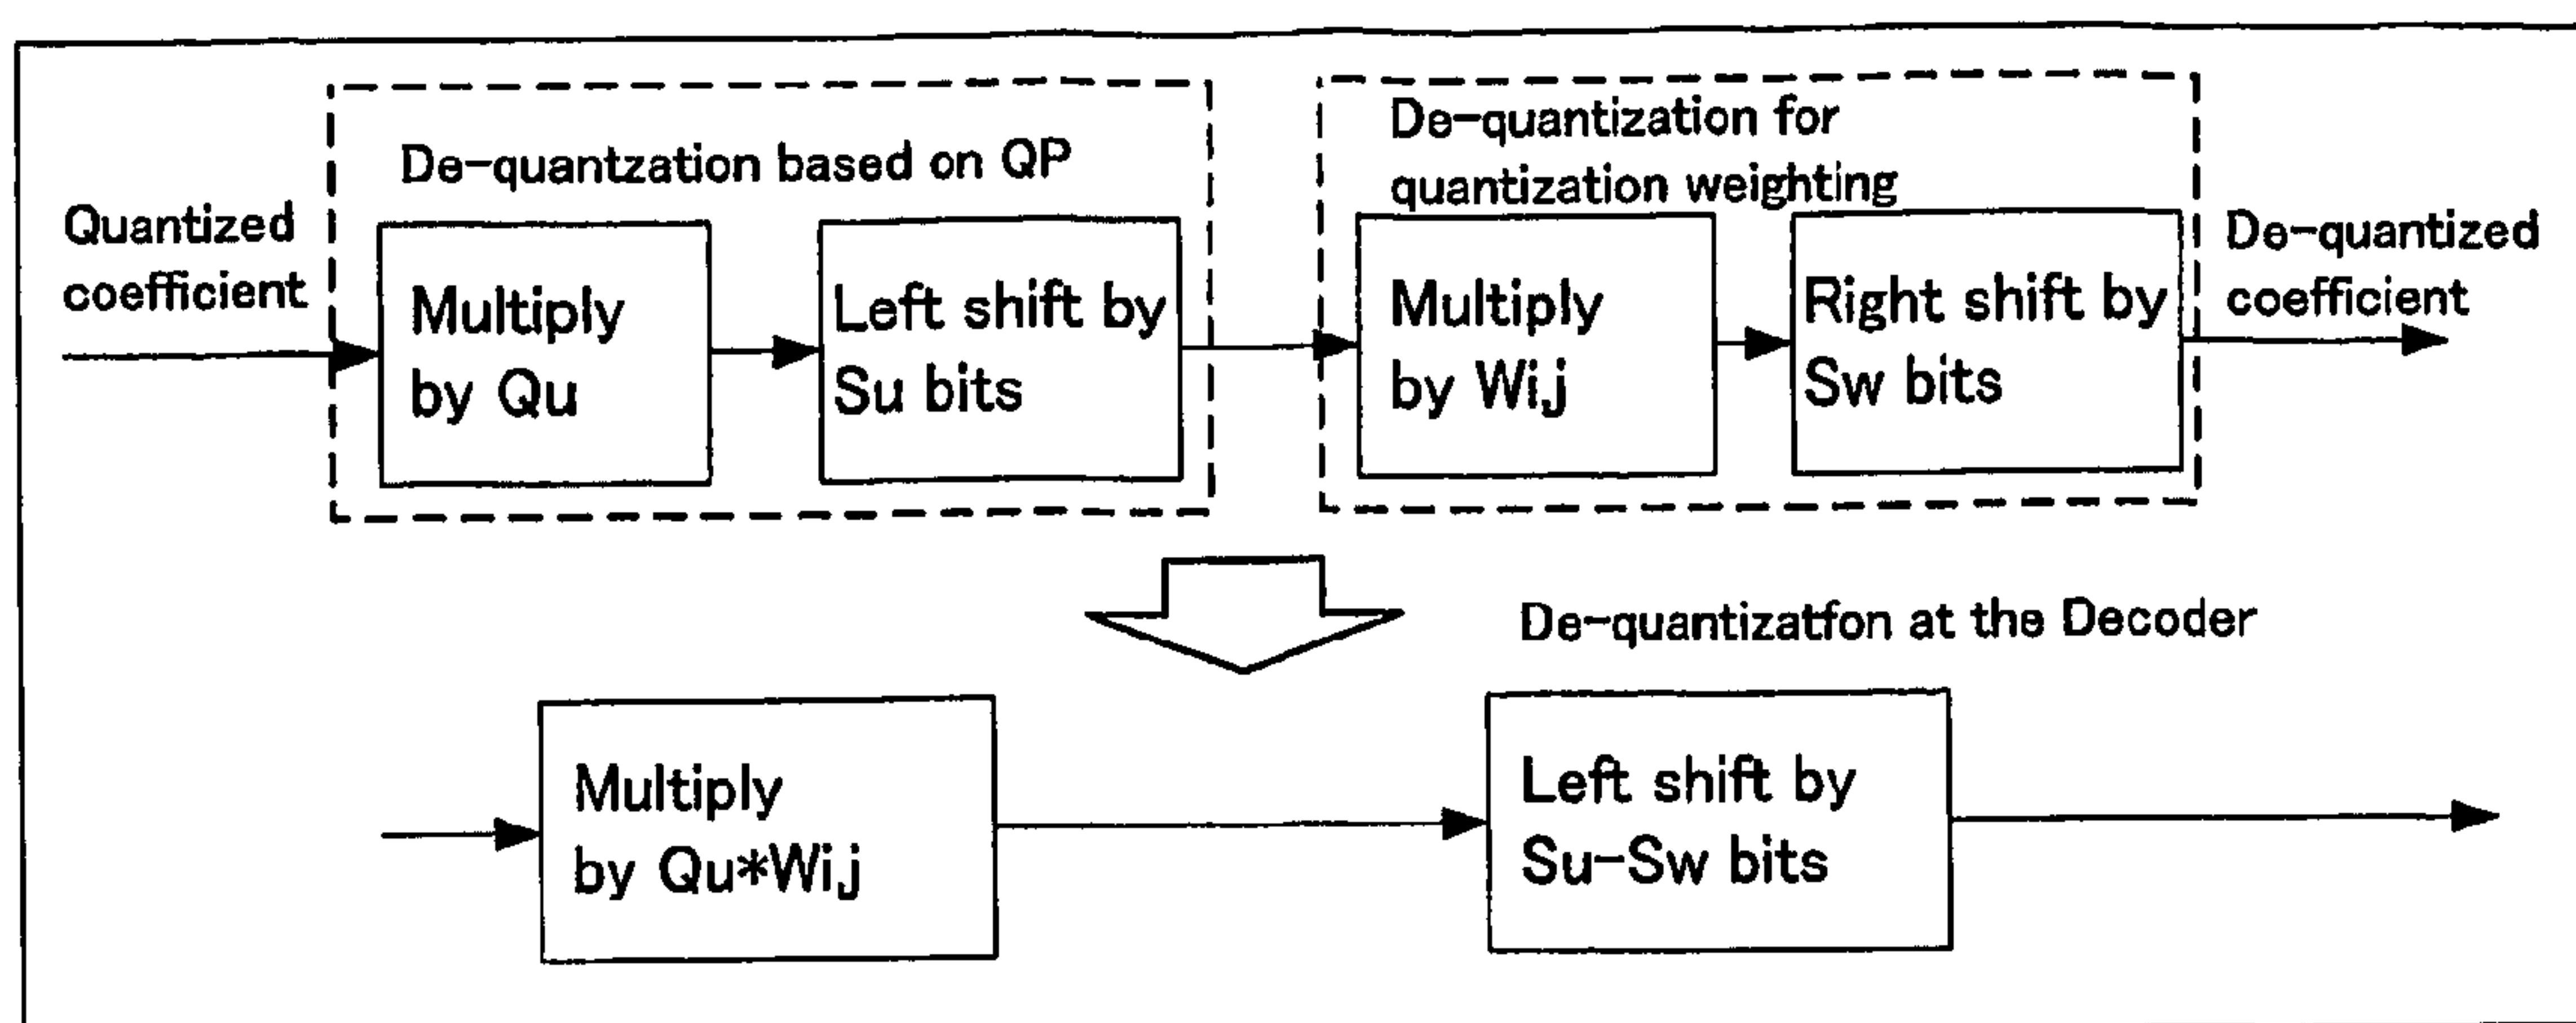 De-quantzation based on QP
De-quantization for
quantization weighting
Quantized
coefficient
Multiply
by Qu
Left shift by
Su bits
Multiply
by Wi,j
Right shift by
Sw bits
De-quantized
coefficient
De-quantizatfon at the Decoder
Multiply
by Qu*Wi,j
Left shift by
Su-Sw bits